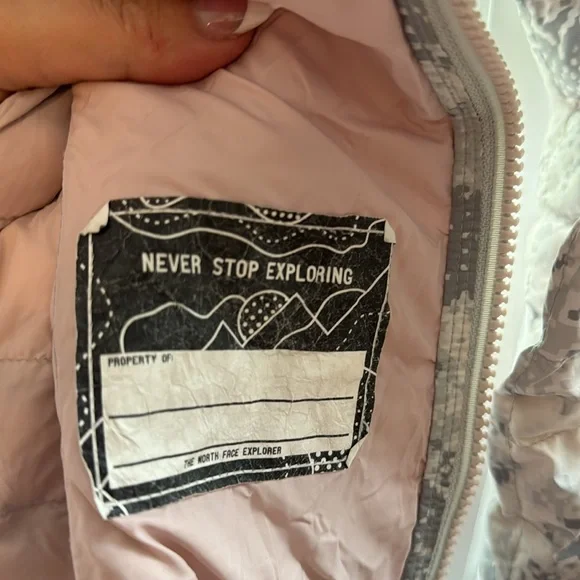 NEVER STOP EXPLORING
PROPERTY OF:
THE NORTH FACE EXPLORER